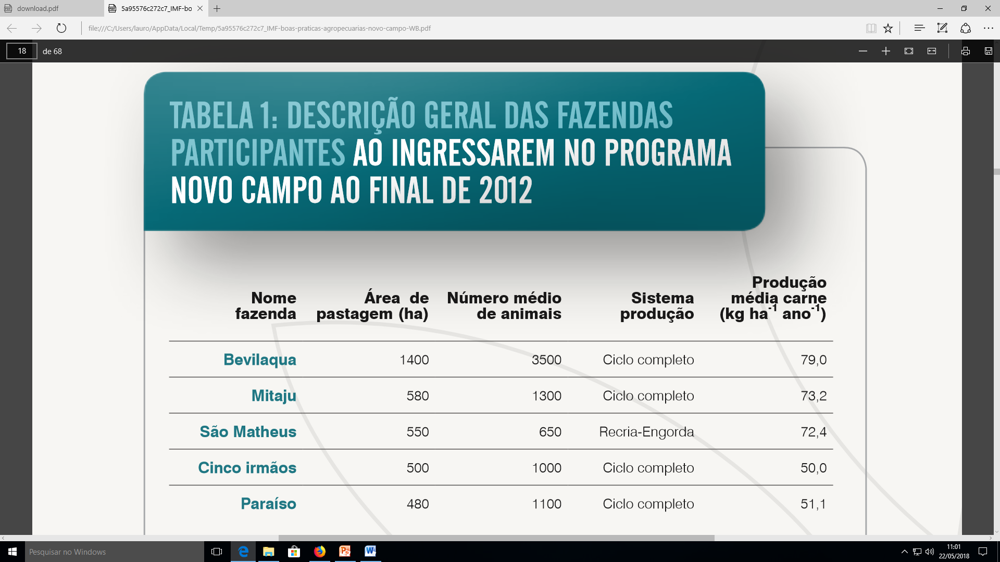 download.pdf
5a95576c272c7_IMF-bo
file:///C:/Users/lauro/AppData/Local/Temp/5a95576c272c7_IMF-boas-praticas-agropecuarias-novo-campo-WB.pdf
18 de 68
TABELA 1: DESCRIÇÃO GERAL DAS FAZENDAS
PARTICIPANTES AO INGRESSAREM NO PROGRAMA
NOVO CAMPO AO FINAL DE 2012
Nome fazenda
Área de pastagem (ha)
Número médio de animais
Sistema produção
Produção média carne (kg ha-1 ano-1)
Bevilaqua 1400 3500 Ciclo completo 79,0
Mitaju 580 1300 Ciclo completo 73,2
São Matheus 550 650 Recria-Engorda 72,4
Cinco irmãos 500 1000 Ciclo completo 50,0
Paraíso 480 1100 Ciclo completo 51,1
Pesquisar no Windows
11:01
22/05/2018